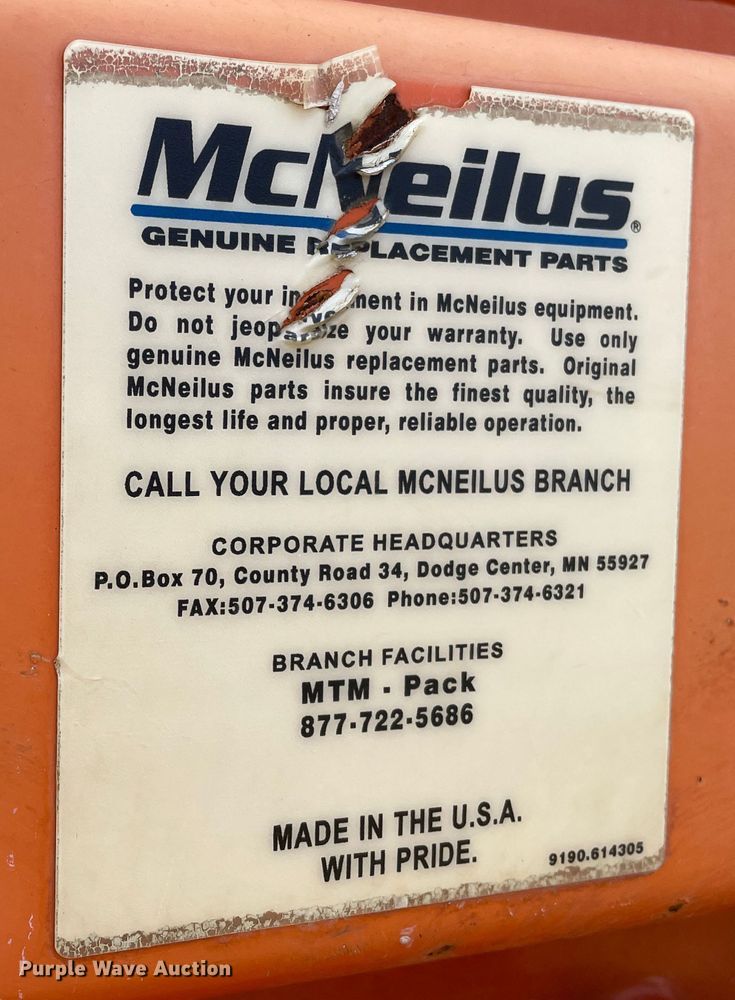 McNeilus®
GENUINE REPLACEMENT PARTS
Protect your investment in McNeilus equipment.
Do not jeopardize your warranty. Use only
genuine McNeilus replacement parts. Original
McNeilus parts insure the finest quality, the
longest life and proper, reliable operation.
CALL YOUR LOCAL MCNEILUS BRANCH
CORPORATE HEADQUARTERS
P.O.Box 70, County Road 34, Dodge Center, MN 55927
FAX:507-374-6306 Phone:507-374-6321
BRANCH FACILITIES
MTM - Pack
877-722-5686
MADE IN THE U.S.A.
WITH PRIDE.
9190.614305
Purple Wave Auction